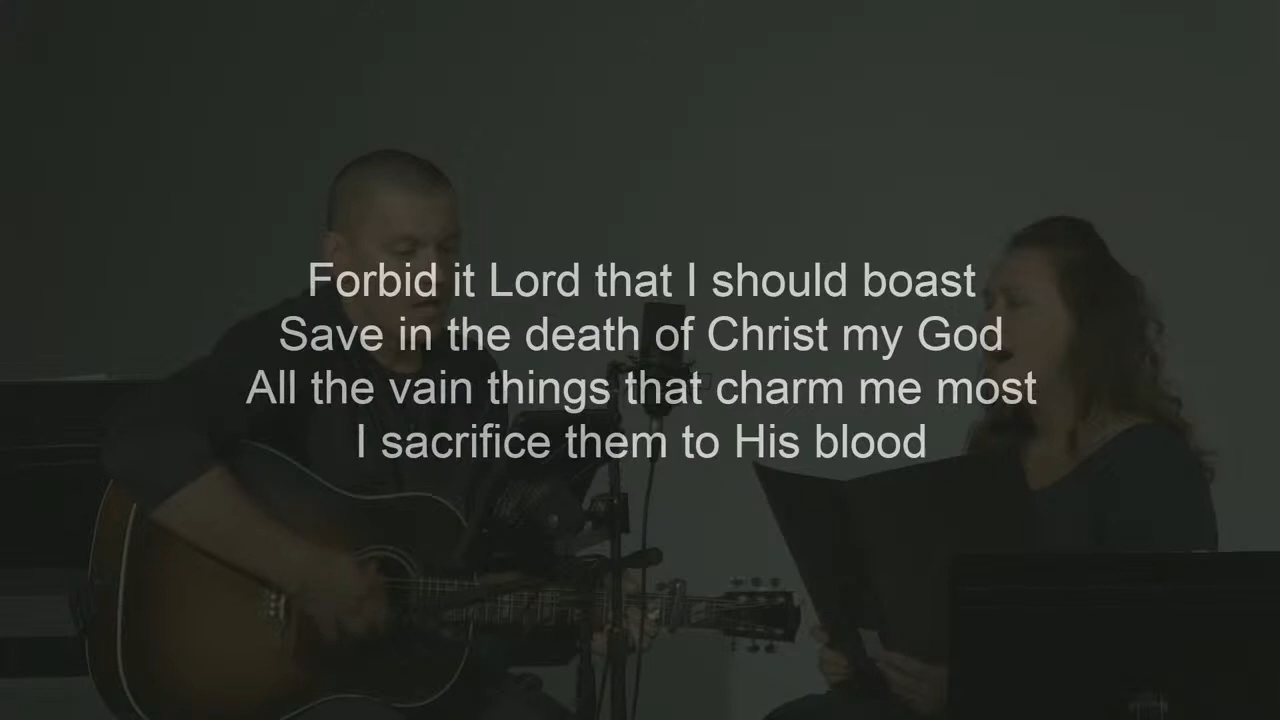 Forbid it Lord that I should boast
Save in the death of Christ my God
All the vain things that charm me most
I sacrifice them to His blood